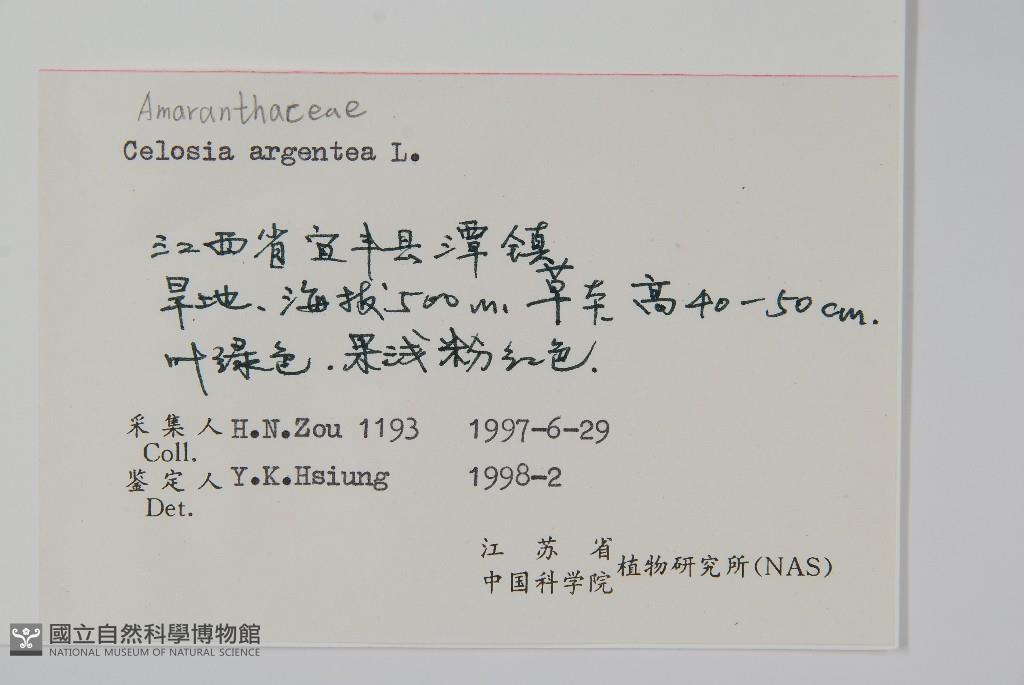 Amaranthaceae
Celosia argentea L.
江西省宜丰县潭镇
旱地、海拔500m. 草本 高40-50cm.
叶绿色.果浅粉红色.
采集人 H.N.Zou 1193 1997-6-29
Coll.
鉴定人 Y.K.Hsiung 1998-2
Det.
江苏省
中国科学院 植物研究所(NAS)
國立自然科學博物館
NATIONAL MUSEUM OF NATURAL SCIENCE